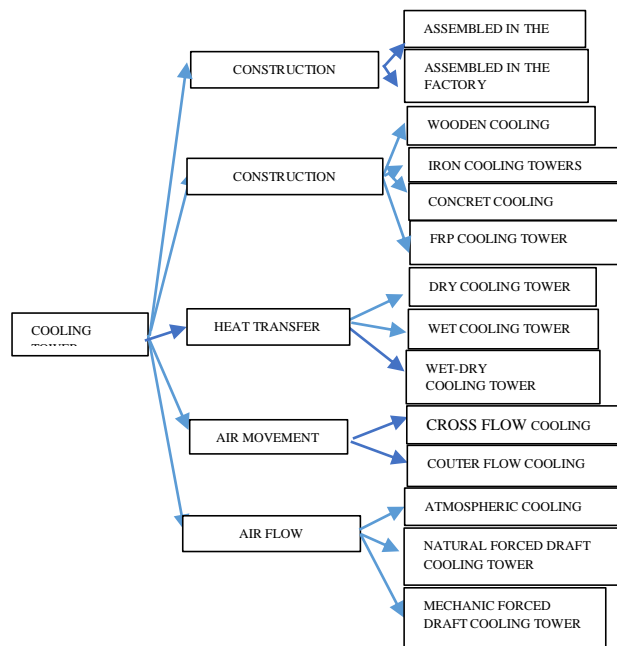 COOLING
CONSTRUCTION
ASSEMBLED IN THE
ASSEMBLED IN THE
FACTORY
CONSTRUCTION
WOODEN COOLING
IRON COOLING TOWERS
CONCRET COOLING
FRP COOLING TOWER
HEAT TRANSFER
DRY COOLING TOWER
WET COOLING TOWER
WET-DRY
COOLING TOWER
AIR MOVEMENT
CROSS FLOW COOLING
COUTER FLOW COOLING
AIR FLOW
ATMOSPHERIC COOLING
NATURAL FORCED DRAFT
COOLING TOWER
MECHANIC FORCED
DRAFT COOLING TOWER